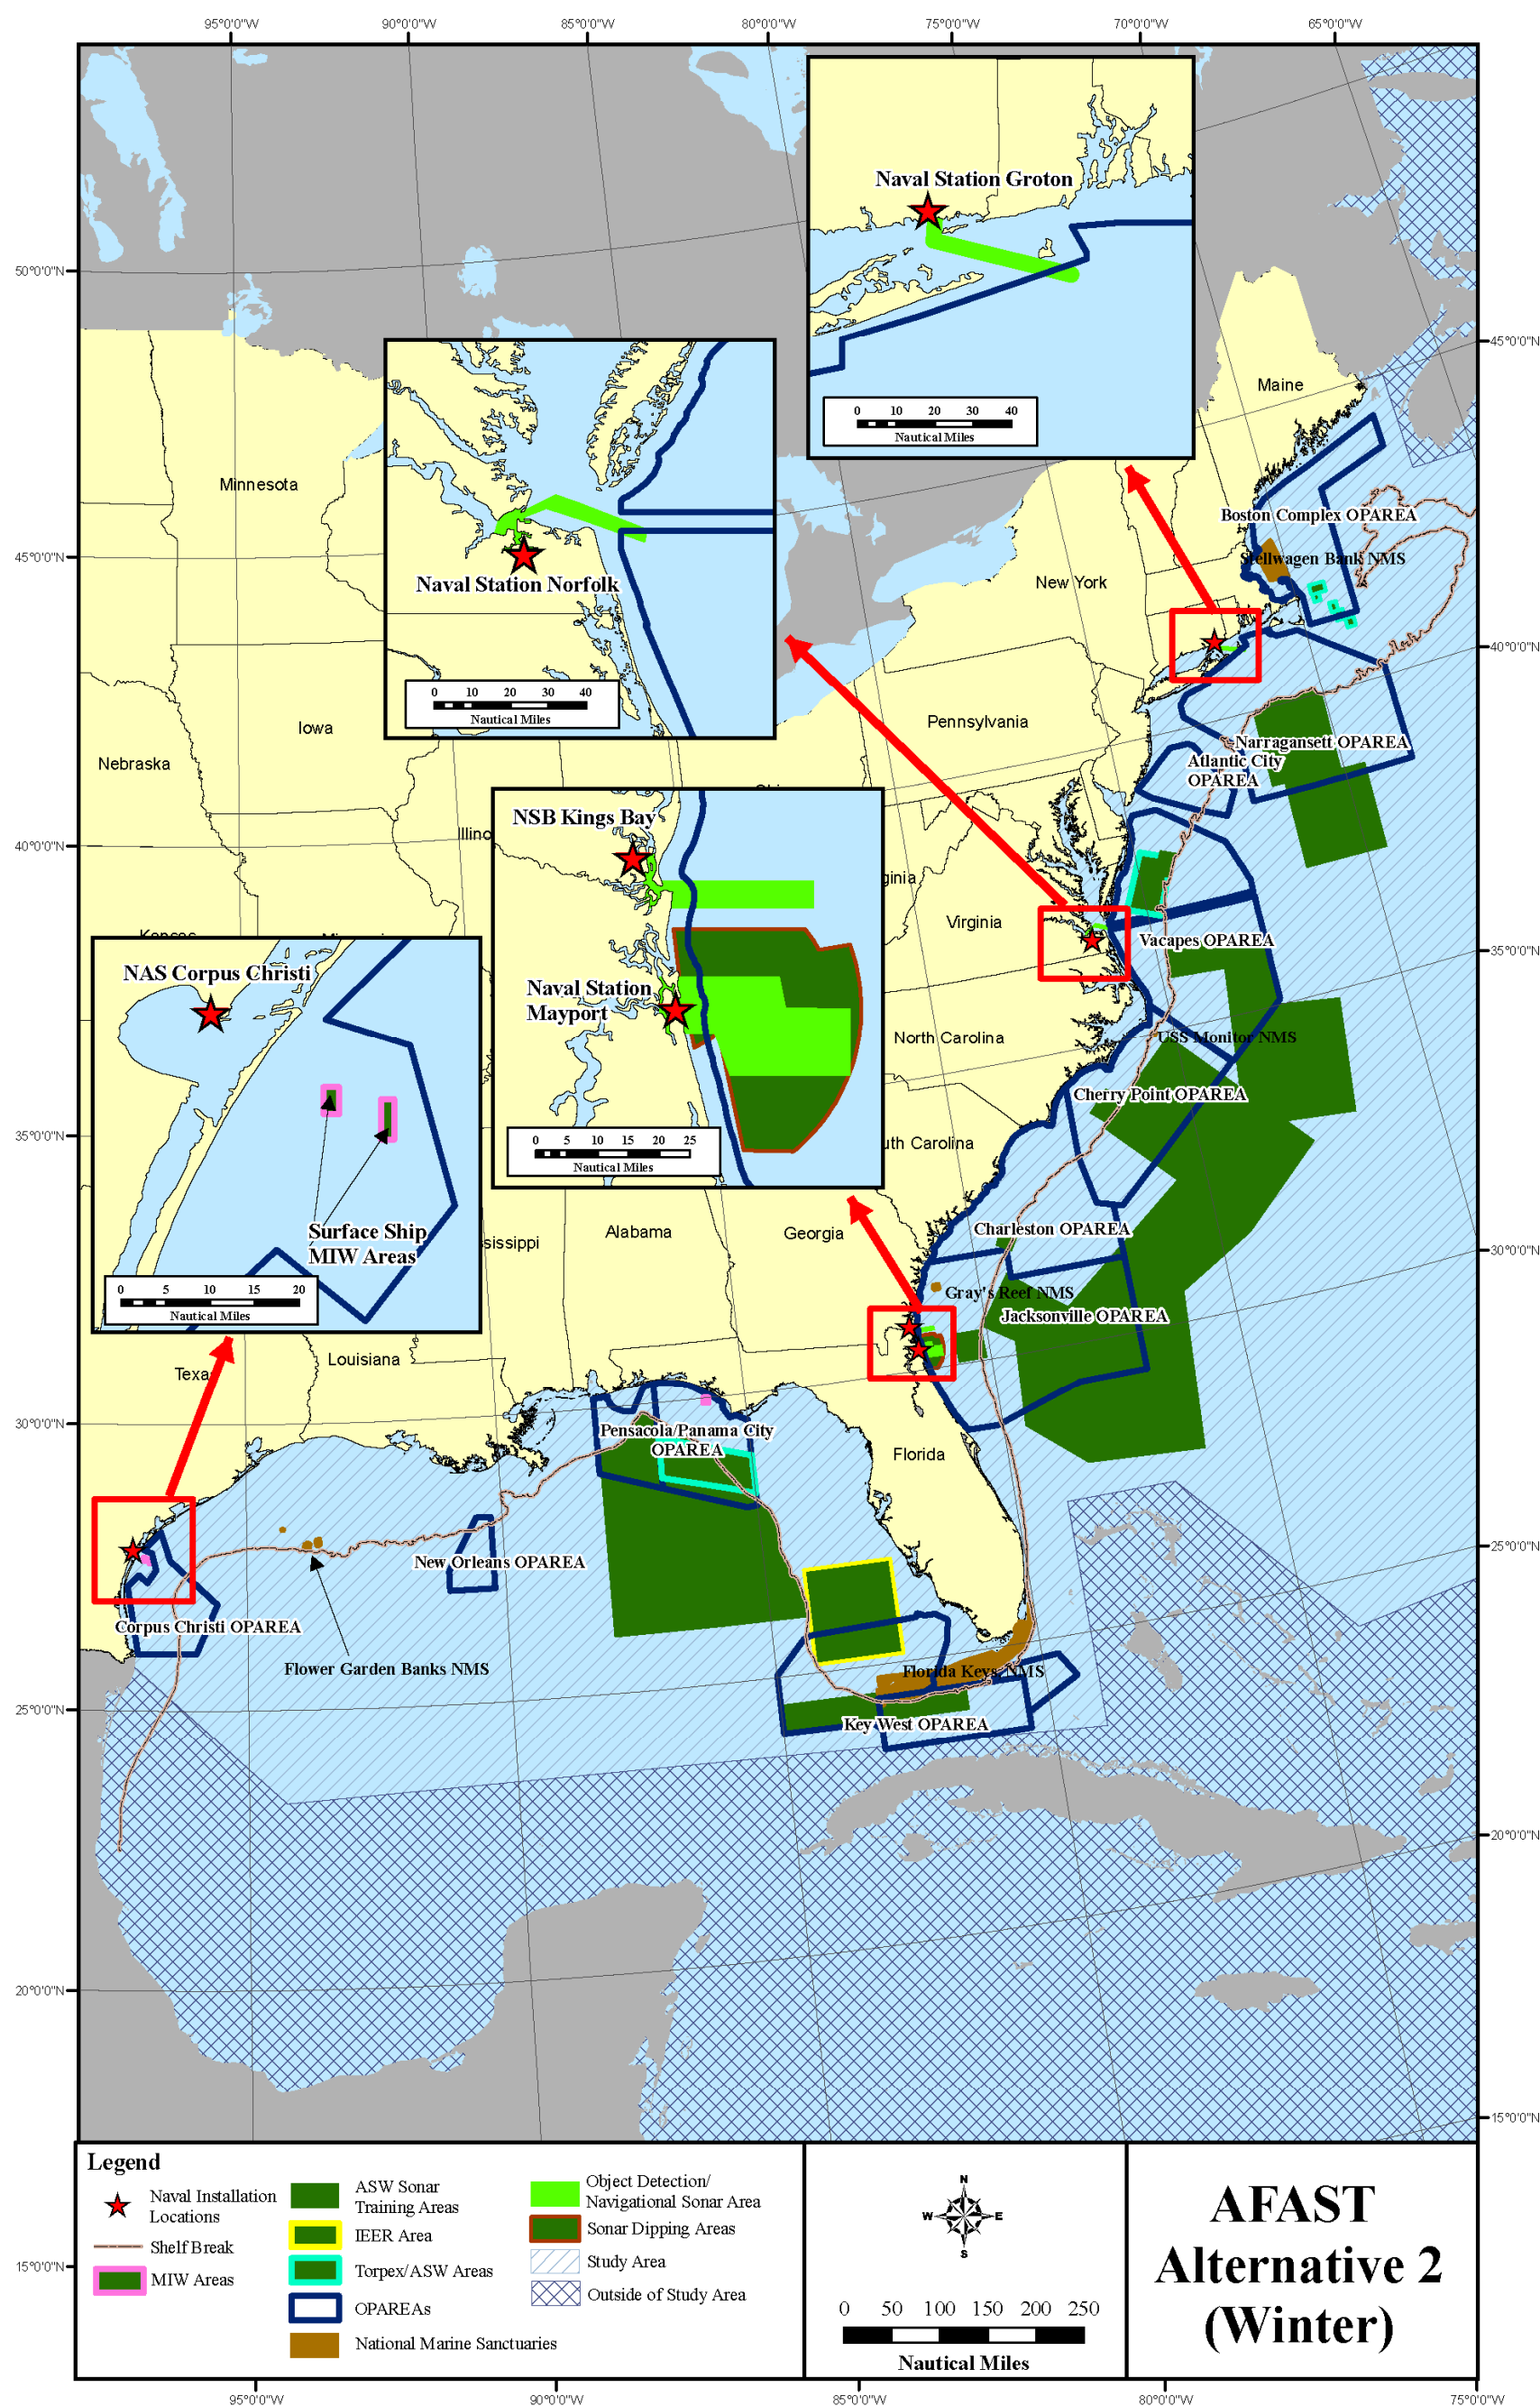 95°0'0"W 90°0'0"W 85°0'0"W 80°0'0"W 75°0'0"W 70°0'0"W 65°0'0"W
50°0'0"N
45°0'0"N
40°0'0"N
35°0'0"N
30°0'0"N
25°0'0"N
20°0'0"N
15°0'0"N
45°0'0"N
40°0'0"N
35°0'0"N
30°0'0"N
25°0'0"N
20°0'0"N
15°0'0"N
Naval Station Groton
0 10 20 30 40
Nautical Miles
Naval Station Norfolk
0 10 20 30 40
Nautical Miles
NSB Kings Bay
Naval Station
Mayport
0 5 10 15 20 25
Nautical Miles
NAS Corpus Christi
Surface Ship
MIW Areas
0 5 10 15 20
Nautical Miles
Maine
Minnesota
Boston Complex OPAREA
Stellwagen Bank NMS
New York
Iowa
Pennsylvania
Nebraska
Narragansett OPAREA
Atlantic City
OPAREA
Illino
ginia
Virginia
Vacapes OPAREA
North Carolina
USS Monitor NMS
Cherry Point OPAREA
uth Carolina
Charleston OPAREA
Alabama
Georgia
sissippi
Gray's Reef NMS
Jacksonville OPAREA
Texas
Louisiana
Pensacola/Panama City
OPAREA
Florida
New Orleans OPAREA
Corpus Christi OPAREA
Flower Garden Banks NMS
Florida Keys NMS
Key West OPAREA
Legend
Naval Installation
Locations
Shelf Break
MIW Areas
ASW Sonar
Training Areas
IEER Area
Torpex/ASW Areas
OPAREAs
National Marine Sanctuaries
Object Detection/
Navigational Sonar Area
Sonar Dipping Areas
Study Area
Outside of Study Area
N
W E
S
0 50 100 150 200 250
Nautical Miles
AFAST
Alternative 2
(Winter)
95°0'0"W 90°0'0"W 85°0'0"W 80°0'0"W 75°0'0"W